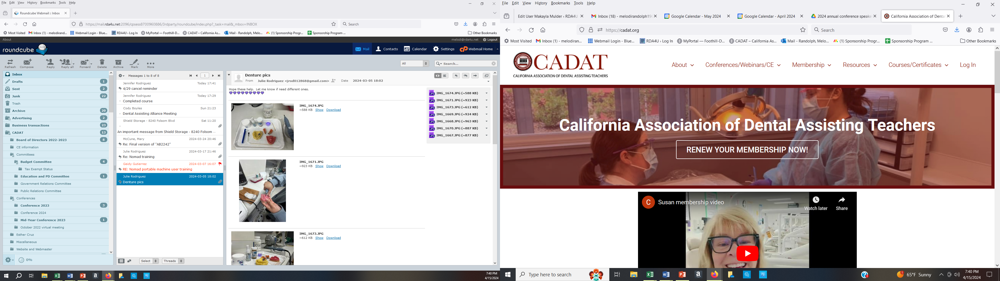 File Edit View History Bookmarks Tools Help
Roundcube Webmail :: Inbox
https://mail.rda4u.net:2096/cpsess8700960886/3rdparty/roundcube/index.php?_task=mail&_mbox=INBOX
Search
Most Visited Inbox (1) - melodirand... Webmail Login - Blue... RDA4U › Log In MyPortal — Foothill-D... CADAT – California As... Mail - Randolph, Melo... (1) Sponsorship Progr... Sponsorship Program ... Other Bookmarks
About melodi@rda4u.net Logout
roundcube Mail Contacts Calendar Settings cP Webmail Home
Refresh Compose Reply Reply all Forward Delete Archive Mark More All Search...
Inbox
Drafts 1
Sent 2
Junk 22
Trash
Archive 20
Advertising 2
Business transactions 23
CADAT 13
Board of Directors 2022-2023 8
CE information
Committees
Budget Committee 4
Tax Exempt Status
Education and PD Committee 1
Government Relations Committee
Public Relations Committee
Conferences
Conference 2023 3
Conference 2024
Mid-Year Conference 2023 1
October 2022 virtual meeting
Esther Cruz
Miscellaneous
Website and Webmaster
0%
Messages 1 to 8 of 8 1
Jennifer Rodriguez Today 17:41
4/29 cancel reminder
Jennifer Rodriguez Today 17:29
Completed course
Cody Boyles Sun 21:23
Dental Assisting Alliance Meeting
Shield Storage - 8240 Folsom Blvd Sat 11:20
An important message from Shield Storage - 8240 Folsom ...
McCune, Mary 2024-03-24 20:46
Re: Final version of "AB2242"
Julie Rodriguez 2024-03-17 21:46
Re: Nomad training
Geidy Gutierrez 2024-03-07 16:07
RE: Nomad portable machine user training
Julie Rodriguez 2024-03-05 18:02
Denture pics
Select Threads
Denture pics
From Julie Rodriguez <jrod012868@gmail.com> Date 2024-03-05 18:02
Hope these help. Let me know if need different ones.
IMG_1674.JPG
~588 KB Show Download
IMG_1671.JPG
~923 KB Show Download
IMG_1673.JPG
~612 KB Show Download
IMG_1674.JPG (~588 KB)
IMG_1671.JPG (~923 KB)
IMG_1673.JPG (~612 KB)
IMG_1669.JPG (~924 KB)
IMG_1668.JPG (~963 KB)
IMG_1670.JPG (~887 KB)
IMG_1667.JPG (~877 KB)
7:40 PM
4/15/2024
File Edit View History Bookmarks Tools Help
Edit User Makayla Mulder ‹ RDA4U Inbox (18) - melodirandolph19 Google Calendar - May 2024 Google Calendar - April 2024 2024 annual conference speake California Association of Denta
https://cadat.org
Search
Most Visited Inbox (1) - melodiran... Webmail Login - Blue... RDA4U › Log In MyPortal — Foothill-D... CADAT – California As... Mail - Randolph, Melo... (1) Sponsorship Progr... Sponsorship Program ... Other Bookmarks
CADAT
CALIFORNIA ASSOCIATION OF DENTAL ASSISTING TEACHERS
About Conferences/Webinars/CE Membership Resources Courses/Certificates Log In
California Association of Dental Assisting Teachers
RENEW YOUR MEMBERSHIP NOW!
C Susan membership video
Watch later Share
Type here to search
65°F Sunny
7:40 PM
4/15/2024